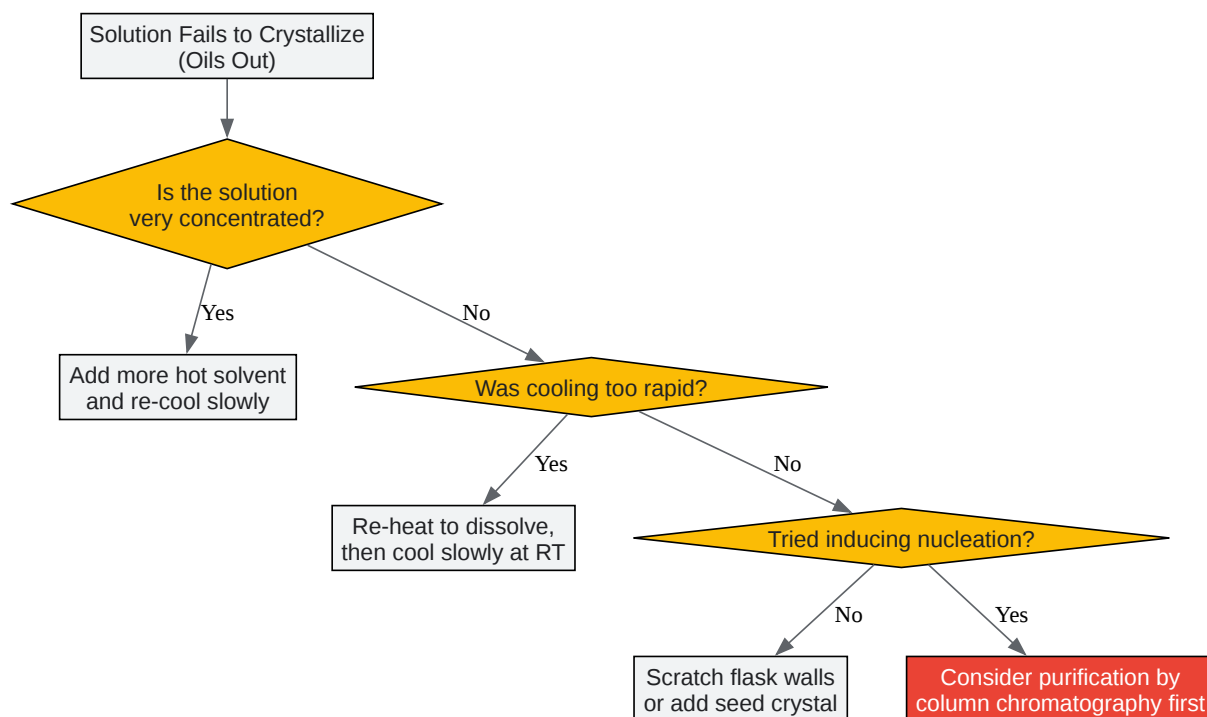 Solution Fails to Crystallize
(Oils Out)
Is the solution
very concentrated?
Yes
No
Add more hot solvent
and re-cool slowly
Was cooling too rapid?
Yes
No
Re-heat to dissolve,
then cool slowly at RT
Tried inducing nucleation?
No
Yes
Scratch flask walls
or add seed crystal
Consider purification by
column chromatography first